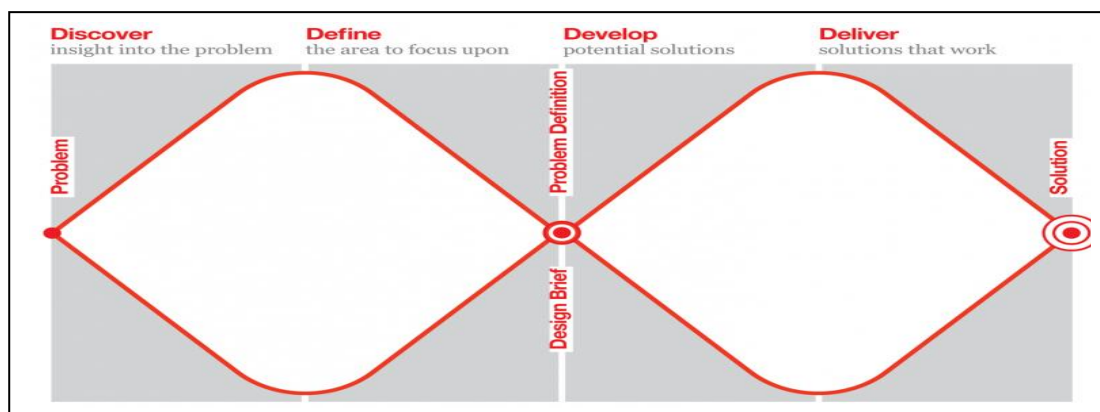 Discover
insight into the problem
Define
the area to focus upon
Develop
potential solutions
Deliver
solutions that work
Problem
Problem Definition
Design Brief
Solution